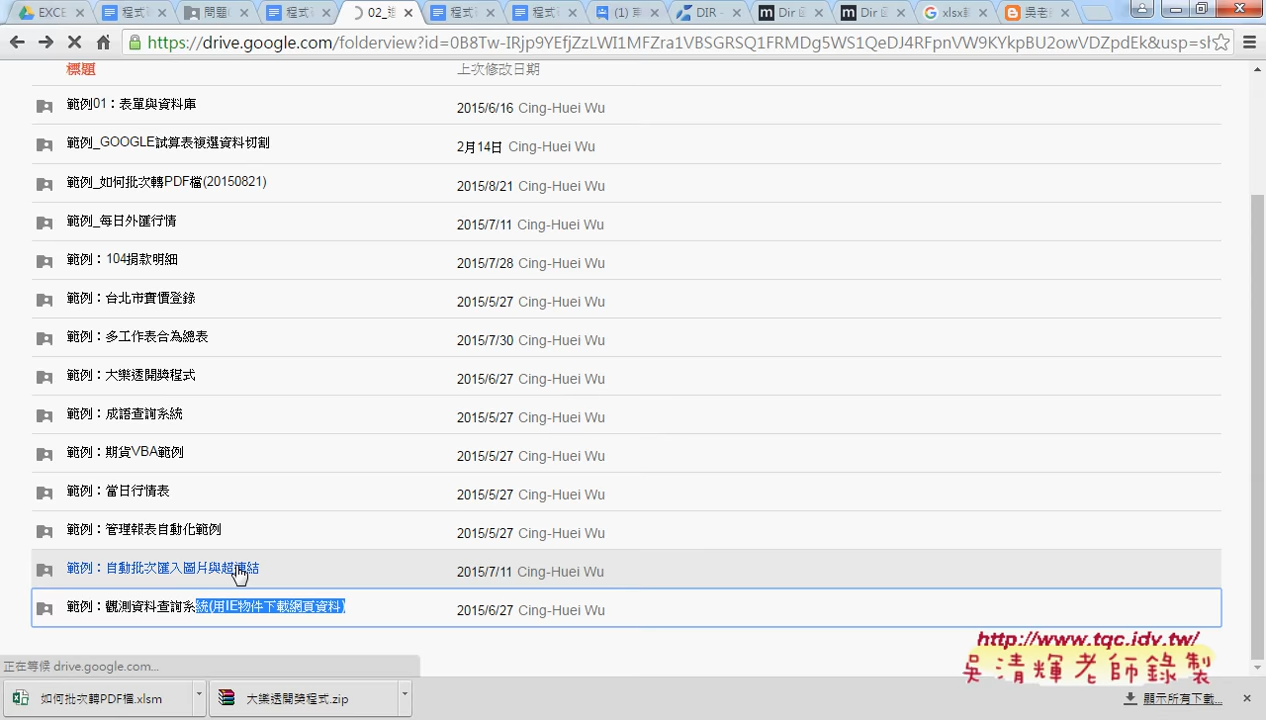 EXCE
程式
問題
程式
02_
程式
程式
(1)
DIR -
Dir
Dir
xlsx
吳老
https://drive.google.com/folderview?id=0B8Tw-IRjp9YEfjZzLWI1MFZra1VBSGRSQ1FRMDg5WS1QeDJ4RFpnVW9KYkpBU2owVDZpdEk&usp=sh
標題 上次修改日期
範例01：表單與資料庫 2015/6/16 Cing-Huei Wu
範例_GOOGLE試算表複選資料切割 2月14日 Cing-Huei Wu
範例_如何批次轉PDF檔(20150821) 2015/8/21 Cing-Huei Wu
範例_每日外匯行情 2015/7/11 Cing-Huei Wu
範例：104捐款明細 2015/7/28 Cing-Huei Wu
範例：台北市實價登錄 2015/5/27 Cing-Huei Wu
範例：多工作表合為總表 2015/7/30 Cing-Huei Wu
範例：大樂透開獎程式 2015/6/27 Cing-Huei Wu
範例：成語查詢系統 2015/5/27 Cing-Huei Wu
範例：期貨VBA範例 2015/5/27 Cing-Huei Wu
範例：當日行情表 2015/5/27 Cing-Huei Wu
範例：管理報表自動化範例 2015/5/27 Cing-Huei Wu
範例：自動批次匯入圖片與超連結 2015/7/11 Cing-Huei Wu
範例：觀測資料查詢系統(用IE物件下載網頁資料) 2015/6/27 Cing-Huei Wu
http://www.tqc.idv.tw/
吳清輝老師錄製
正在等候 drive.google.com...
如何批次轉PDF檔.xlsm
大樂透開獎程式.zip
顯示所有下載...